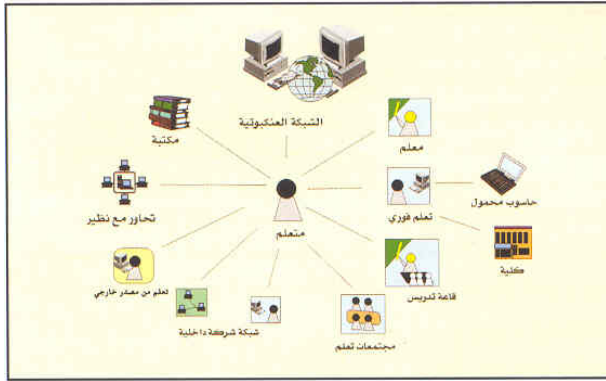 الشبكة العنكبوتية
مكتبة
معلم
تحاور مع نظير
متعلم
تعلم فوري
حاسوب محمول
كلية
تعلم من مصدر خارجي
شبكة شركة داخلية
قاعة تدريس
مجتمعات تعلم